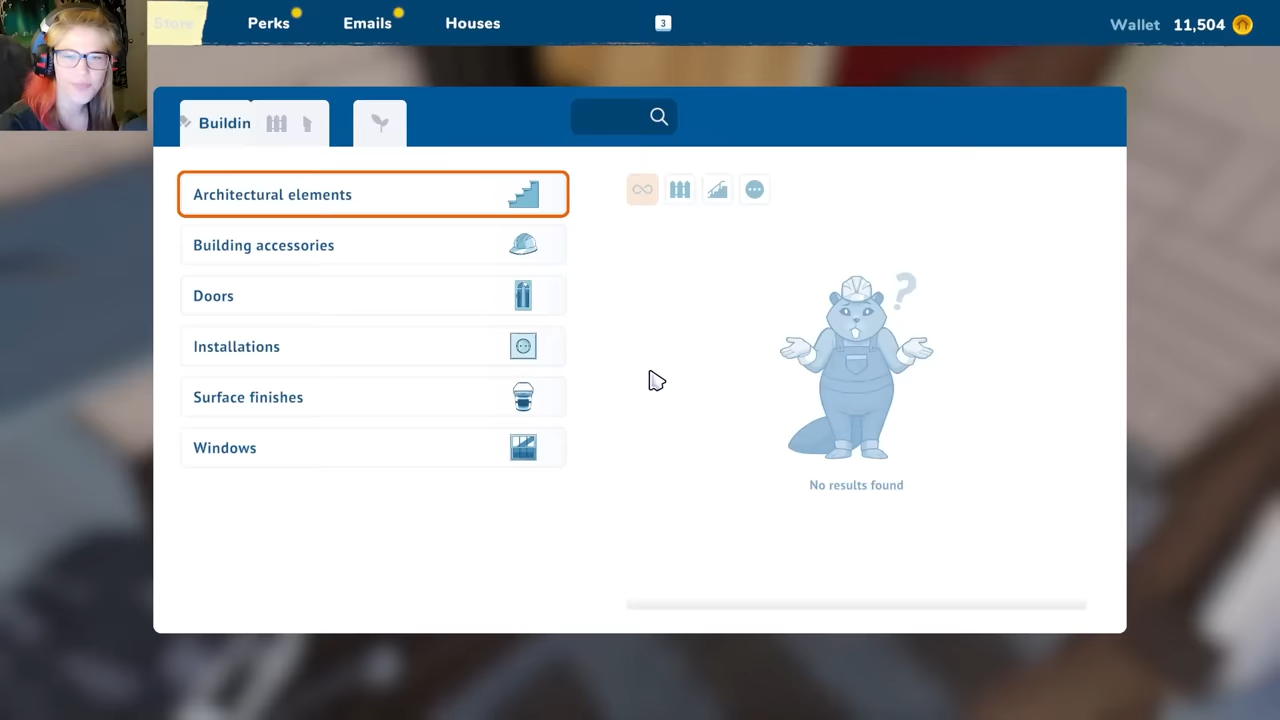 Store Perks Emails Houses 3 Wallet 11,504
Buildin
Architectural elements
Building accessories
Doors
Installations
Surface finishes
Windows
?
No results found